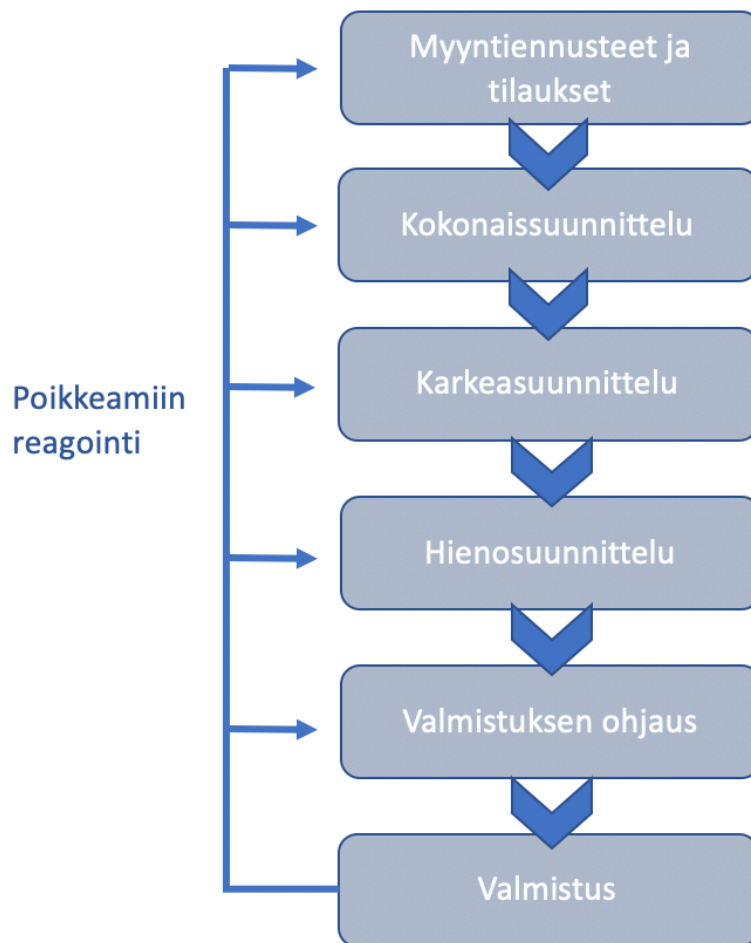 Myyntiennusteet ja
tilaukset
Kokonaissuunnittelu
Karkeasuunnittelu
Poikkeamiin
reagointi
Hienosuunnittelu
Valmistuksen ohjaus
Valmistus